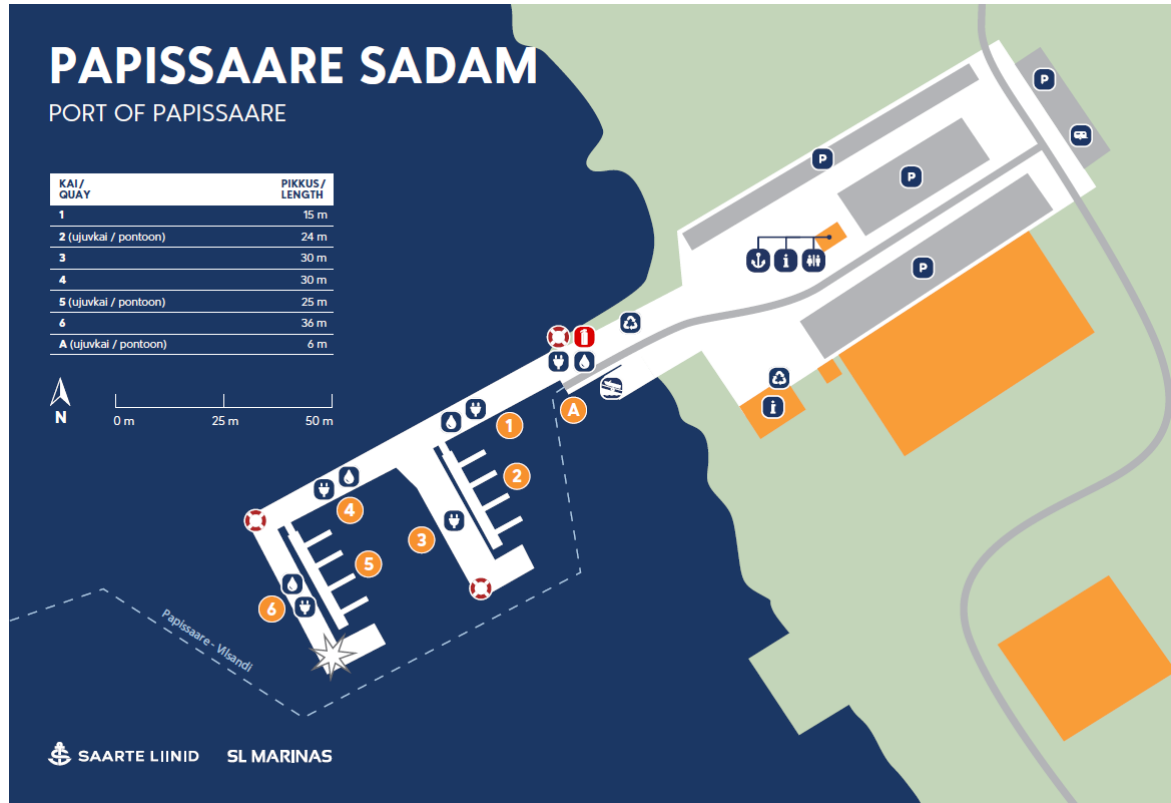 PAPISSAARE SADAM
PORT OF PAPISSAARE
KAI/ PIKKUS/
QUAY LENGTH
1 15 m
2 (ujuvkai / pontoon) 24 m
3 30 m
4 30 m
5 (ujuvkai / pontoon) 25 m
6 36 m
A (ujuvkai / pontoon) 6 m
N
0 m 25 m 50 m
P
P
P
P
i
i
A
1
2
3
4
5
6
Papissaare - Vilsandi
SAARTE LIINID SL MARINAS